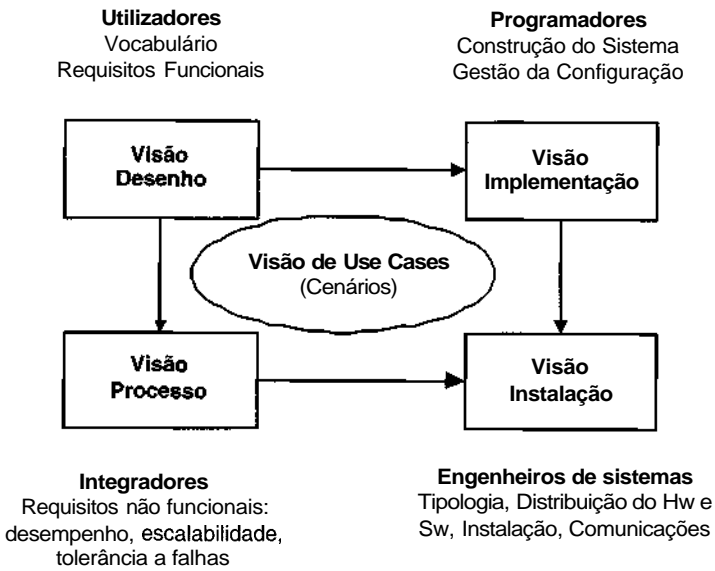 Utilizadores
Vocabulário
Requisitos Funcionais
Programadores
Construção do Sistema
Gestão da Configuração
Visão
Desenho
Visão
Implementação
Visão de Use Cases
(Cenários)
Visão
Processo
Visão
Instalação
Integradores
Requisitos não funcionais:
desempenho, escalabilidade,
tolerância a falhas
Engenheiros de sistemas
Tipologia, Distribuição do Hw e
Sw, Instalação, Comunicações